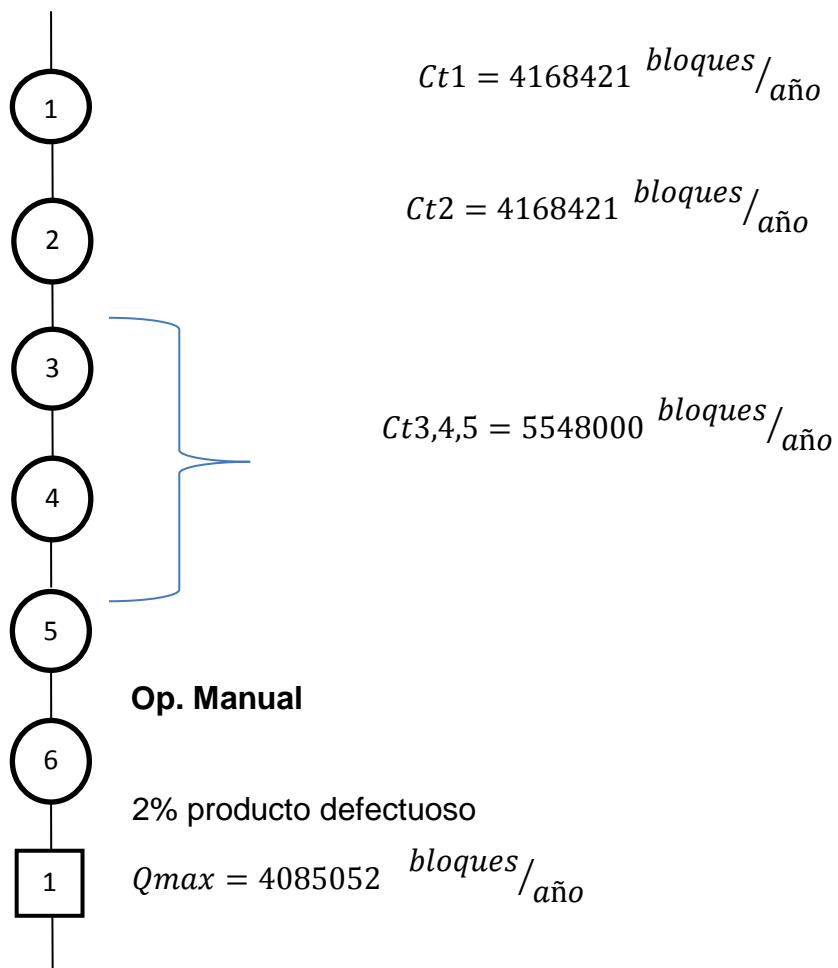 1
Ct1 = 4168421 bloques/año
2
Ct2 = 4168421 bloques/año
3
4
Ct3,4,5 = 5548000 bloques/año
5
Op. Manual
6
2% producto defectuoso
1
Qmax = 4085052 bloques/año